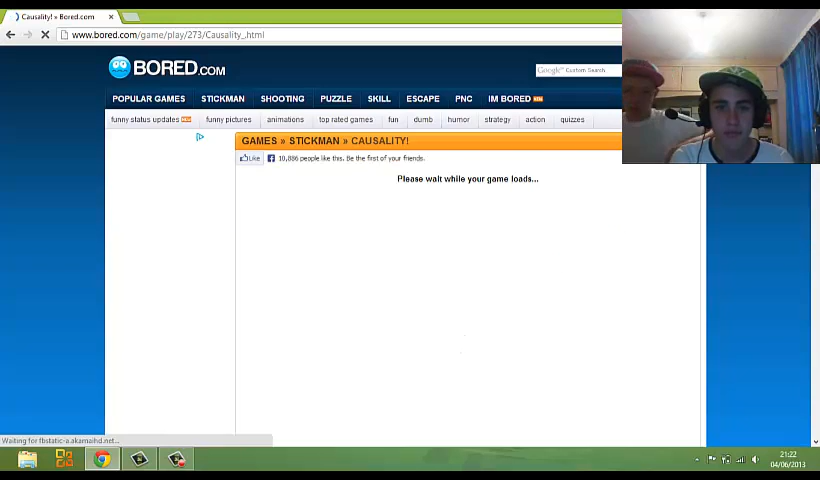 Causality! » Bored.com
www.bored.com/game/play/273/Causality_.html
BORED.COM
Google™ Custom Search
POPULAR GAMES STICKMAN SHOOTING PUZZLE SKILL ESCAPE PNC IM BORED NEW
funny status updates NEW funny pictures animations top rated games fun dumb humor strategy action quizzes
GAMES » STICKMAN » CAUSALITY!
Like 10,886 people like this. Be the first of your friends.
Please wait while your game loads...
Waiting for fbstatic-a.akamaihd.net...
21:22
04/06/2013